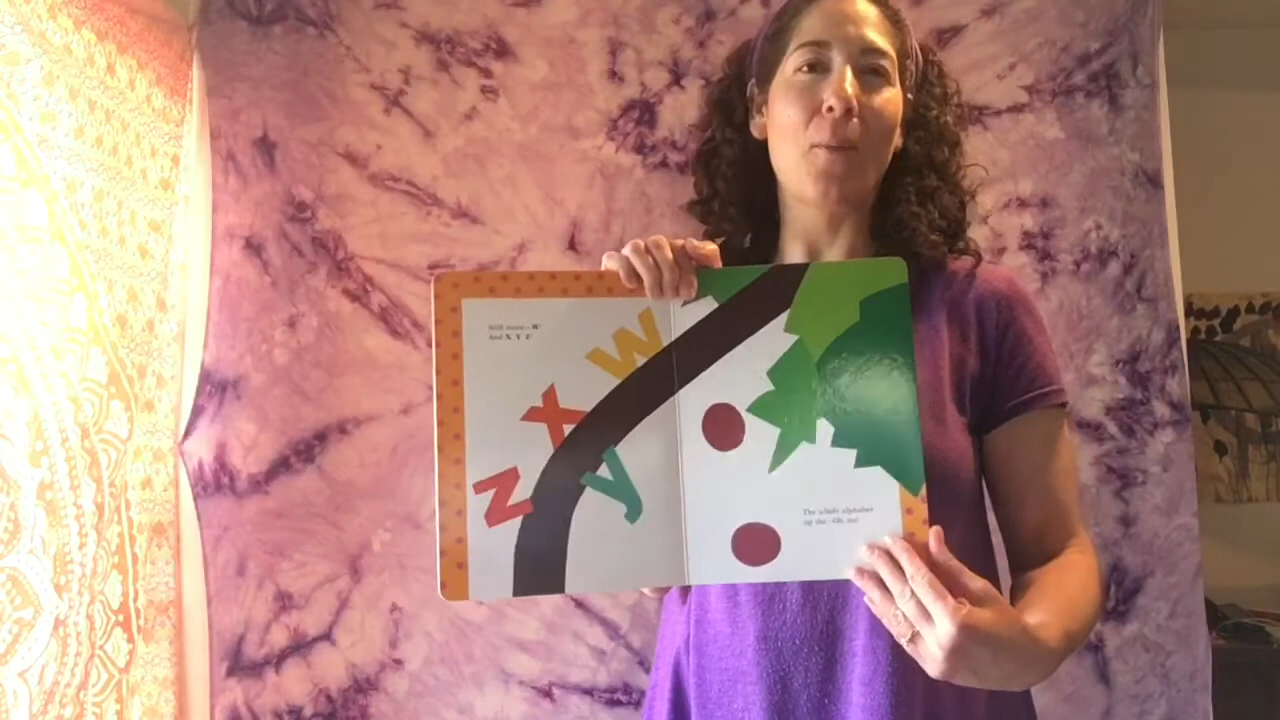 Still more–W!
And X Y Z!
W
X
Z
y
The whole alphabet
up the–Oh, no!